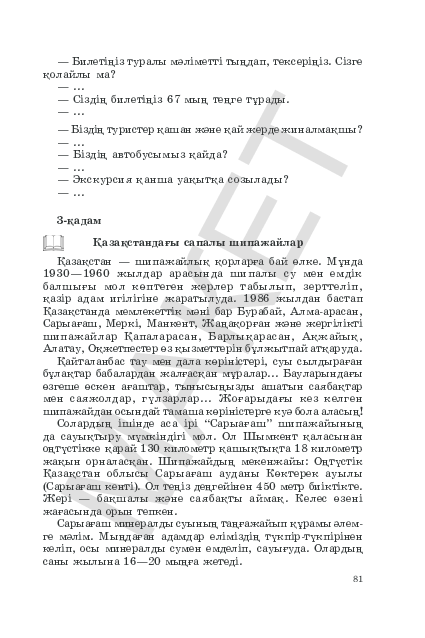 — Билетіңіз туралы мәліметті тыңдап, тексеріңіз. Сізге
қолайлы ма?
— ...
— Сіздің билетіңіз 67 мың теңге тұрады.
— ...
— Біздің туристер қашан және қай жерде жиналмақшы?
— ...
— Біздің автобусымыз қайда?
— ...
— Экскурсия қанша уақытқа созылады?
— ...
3-қадам
Қазақстандағы сапалы шипажайлар
Қазақстан — шипажайлық қорларға бай өлке. Мұнда
1930—1960 жылдар арасында шипалы су мен емдік
балшығы мол көптеген жерлер табылып, зерттеліп,
қазір адам игілігіне жаратылуда. 1986 жылдан бастап
Қазақстанда мемлекеттік мәні бар Бурабай, Алма-арасан,
Сарыағаш, Меркі, Манкент, Жаңақорған және жергілікті
шипажайлар Қапаларасан, Барлықарасан, Ақжайық,
Алатау, Оқжетпестер өз қызметтерін бұлжытпай атқаруда.
Қайталанбас тау мен дала көріністері, суы сылдыраған
бұлақтар бабалардан жалғасқан мұралар... Бауларындағы
өзгеше өскен ағаштар, тынысыңызды ашатын саябақтар
мен саяжолдар, гүлзарлар... Жоғарыдағы кез келген
шипажайдан осындай тамаша көріністерге куә бола аласың!
Солардың ішінде аса ірі “Сарыағаш” шипажайының
да сауықтыру мүмкіндігі мол. Ол Шымкент қаласынан
оңтүстікке қарай 130 километр қашықтықта 18 километр
жақын орналасқан. Шипажайдың мекенжайы: Оңтүстік
Қазақстан облысы Сарыағаш ауданы Көктерек ауылы
(Сарыағаш кенті). Ол теңіз деңгейінен 450 метр биіктікте.
Жері — бақшалы және саябақты аймақ. Келес өзені
жағасында орын тепкен.
Сарыағаш минералды суының таңғажайып құрамы әлем-
ге мәлім. Мыңдаған адамдар еліміздің түкпір-түкпірінен
келіп, осы минералды сумен емделіп, сауығуда. Олардың
саны жылына 16—20 мыңға жетеді.
81
MAKET